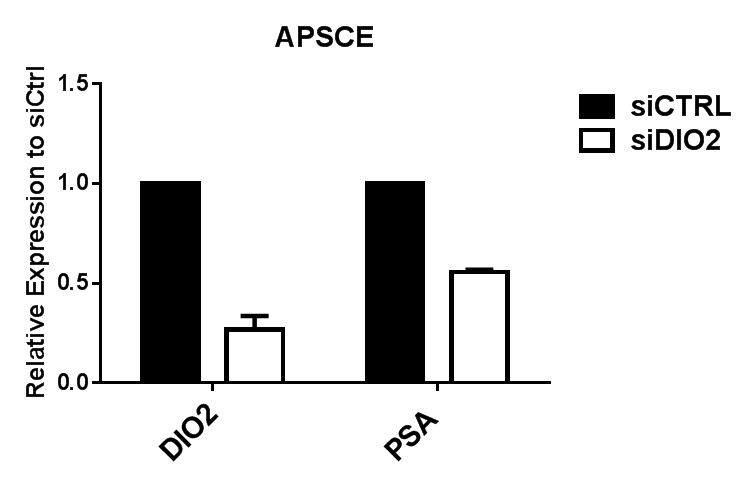 APSCE
Relative Expression to siCtrl
1.5
1.0
0.5
0.0
DIO2
PSA
siCTRL
siDIO2